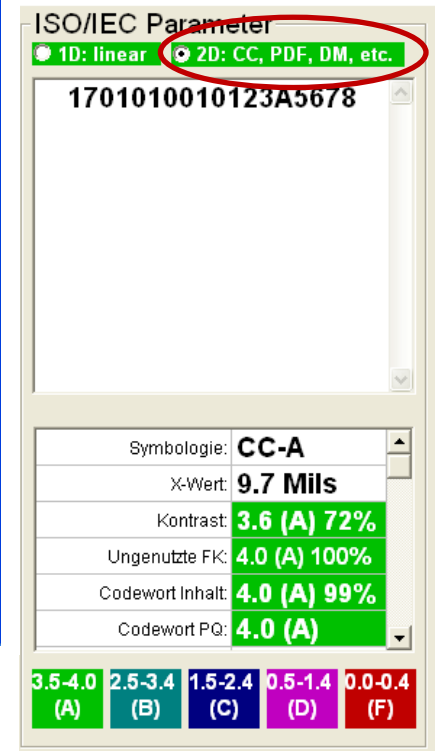 ISO/IEC Parameter
1D: linear 2D: CC, PDF, DM, etc.
1701010010123A5678
Symbologie: CC-A
X-Wert: 9.7 Mils
Kontrast: 3.6 (A) 72%
Ungenutzte FK: 4.0 (A) 100%
Codewort Inhalt: 4.0 (A) 99%
Codewort PQ: 4.0 (A)
3.5-4.0 2.5-3.4 1.5-2.4 0.5-1.4 0.0-0.4
(A) (B) (C) (D) (F)